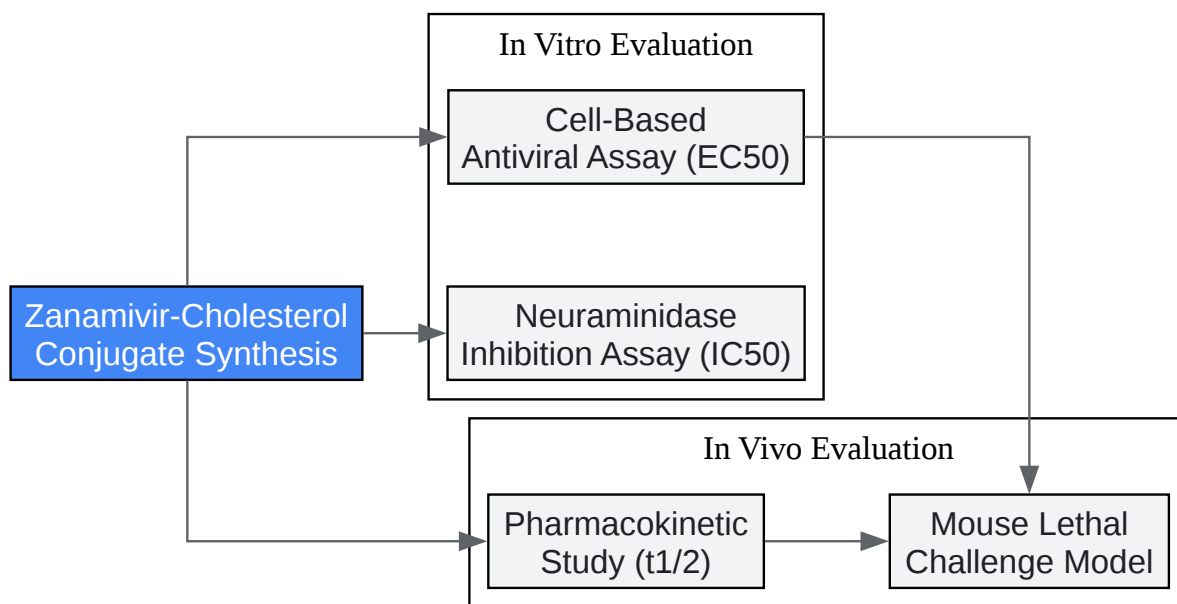 In Vitro Evaluation
Cell-Based
Antiviral Assay (EC50)
Zanamivir-Cholesterol
Conjugate Synthesis
Neuraminidase
Inhibition Assay (IC50)
In Vivo Evaluation
Pharmacokinetic
Study (t1/2)
Mouse Lethal
Challenge Model